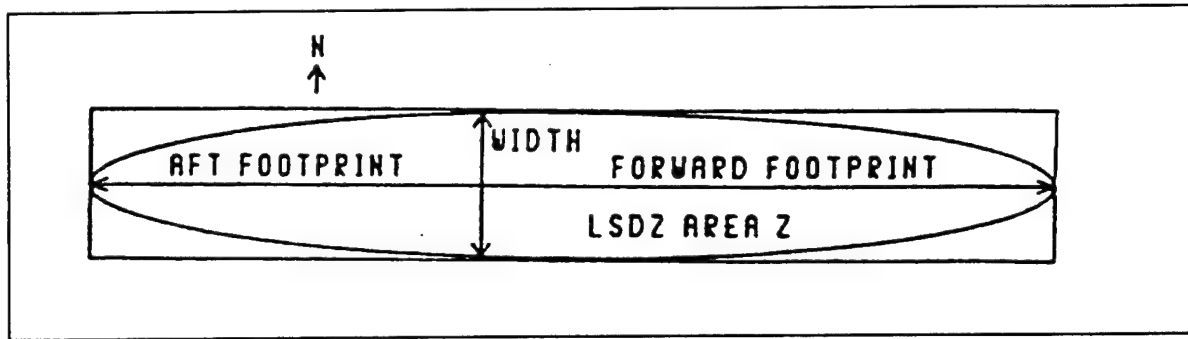 N
WIDTH
AFT FOOTPRINT FORWARD FOOTPRINT
LSDZ AREA Z